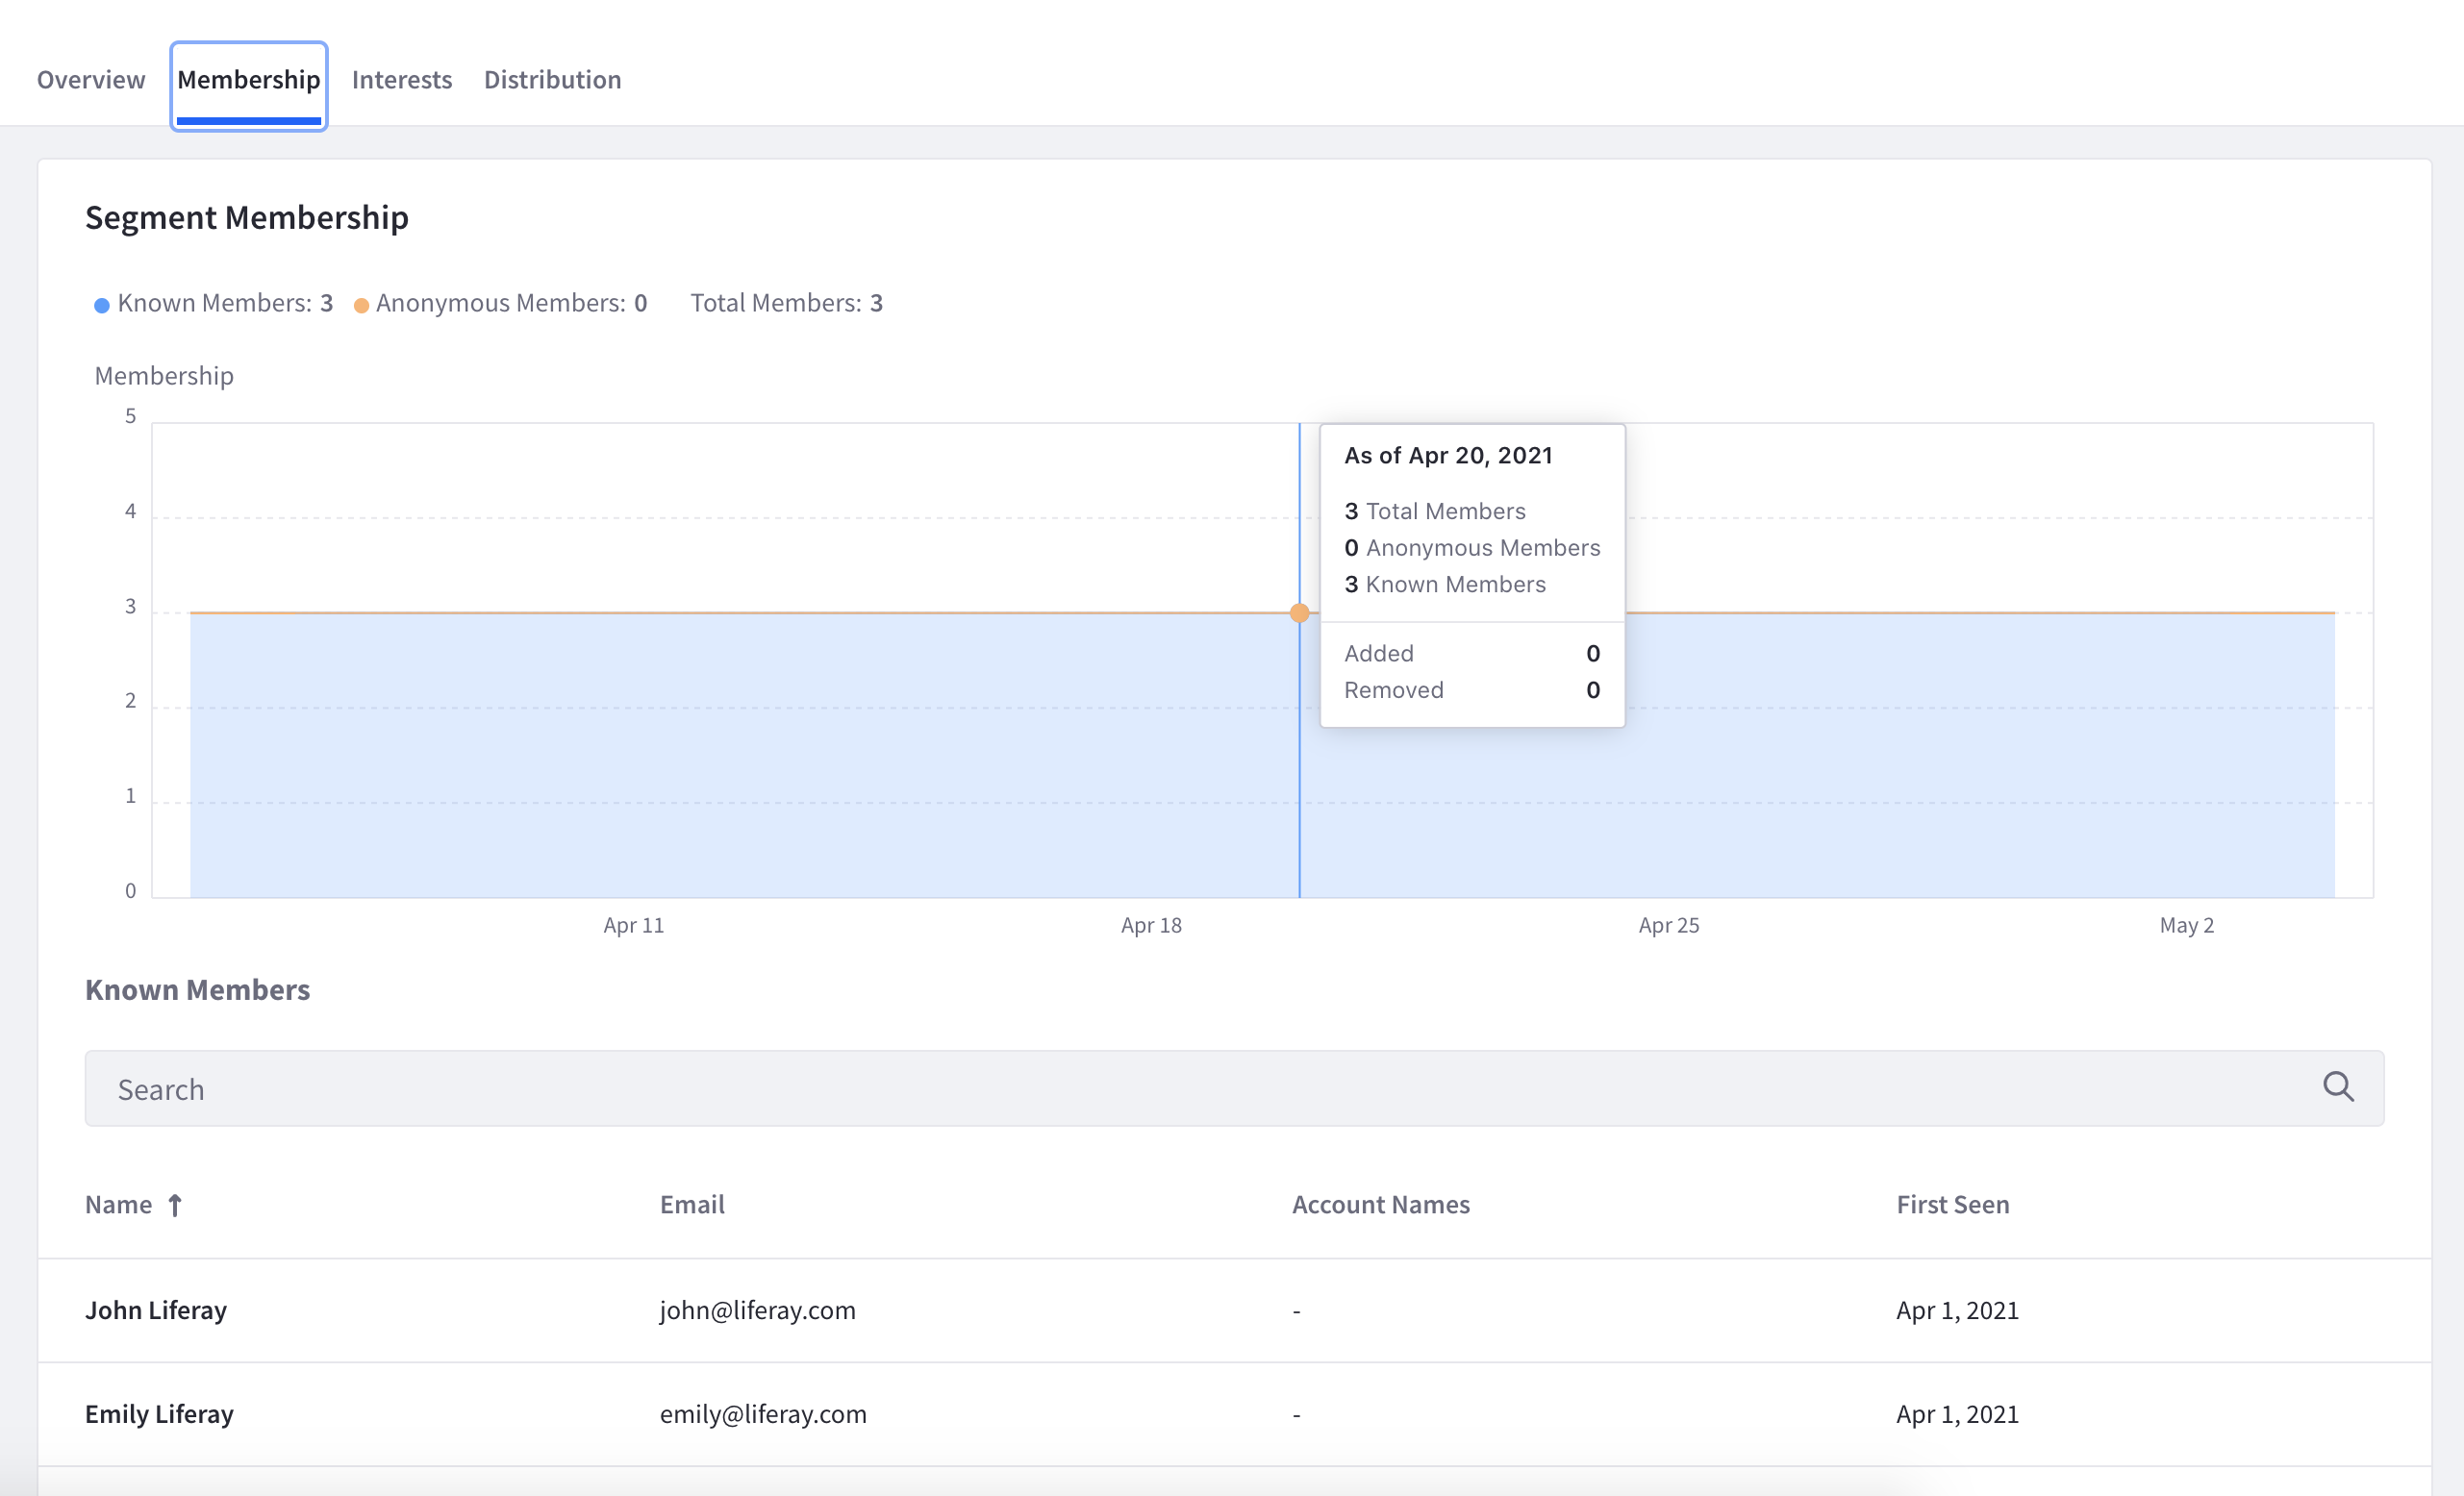 Overview Membership Interests Distribution
Segment Membership
Known Members: 3 Anonymous Members: 0 Total Members: 3
Membership
5
4
3
2
1
0
As of Apr 20, 2021
3 Total Members
0 Anonymous Members
3 Known Members
Added 0
Removed 0
Apr 11 Apr 18 Apr 25 May 2
Known Members
Search
Name Email Account Names First Seen
John Liferay john@liferay.com - Apr 1, 2021
Emily Liferay emily@liferay.com - Apr 1, 2021